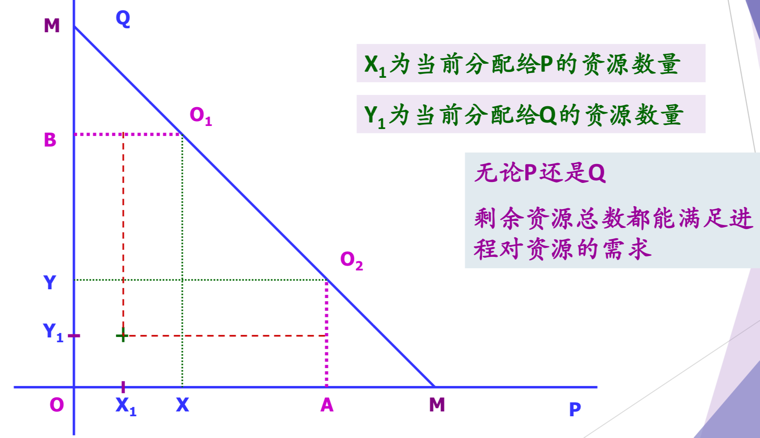 M
Q
X₁为当前分配给P的资源数量
O₁
Y₁为当前分配给Q的资源数量
B
无论P还是Q
剩余资源总数都能满足进
程对资源的需求
O₂
Y
Y₁
O
X₁
X
A
M
P